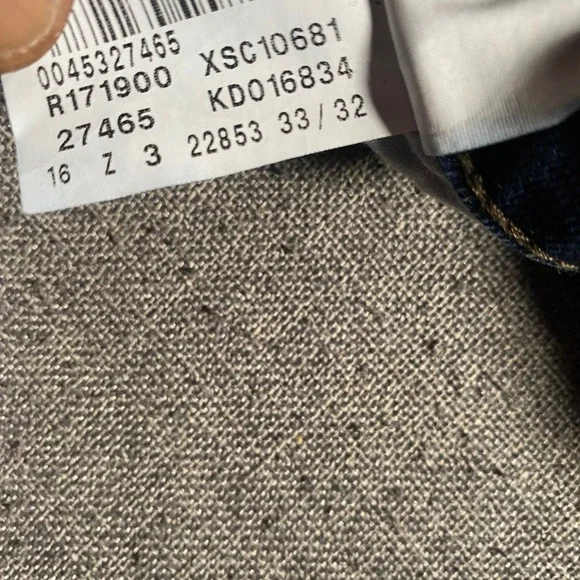 0045327465
R171900 XSC10681
27465 KD016834
16 Z 3 22853 33/32